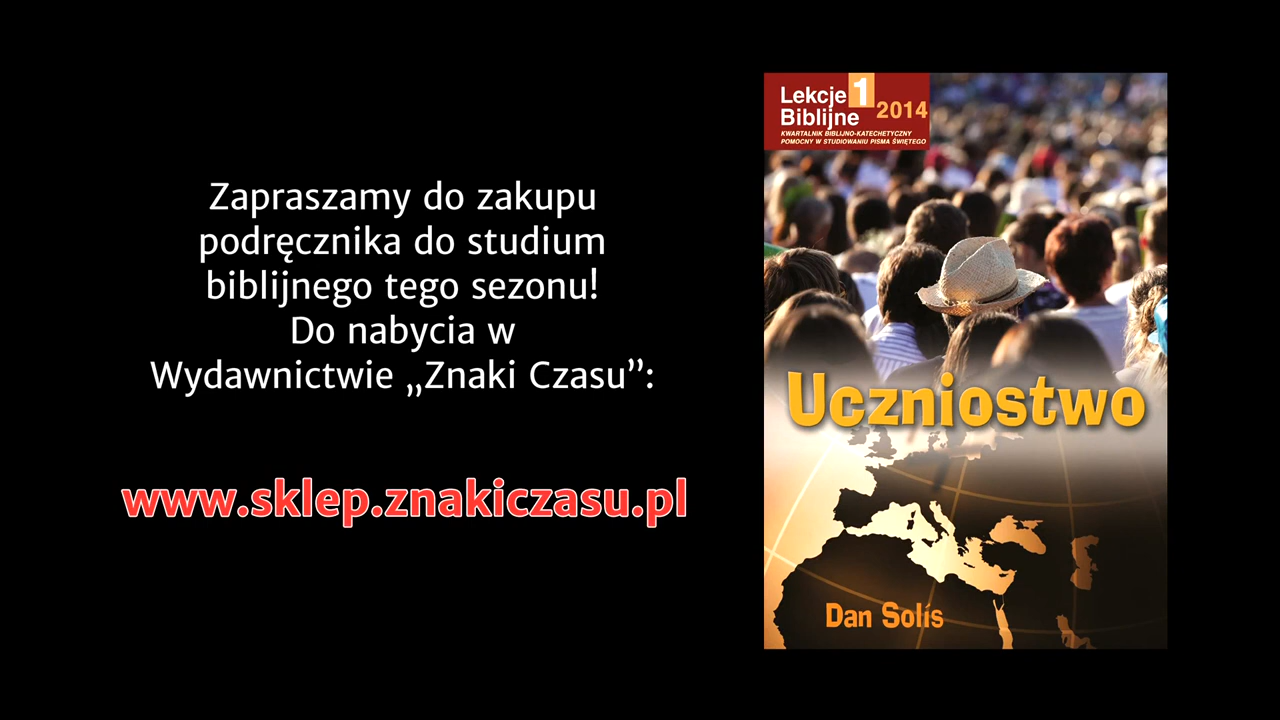 Zapraszamy do zakupu
podręcznika do studium
biblijnego tego sezonu!
Do nabycia w
Wydawnictwie „Znaki Czasu”:
www.sklep.znakiczasu.pl
Lekcje 1 2014
Biblijne
KWARTALNIK BIBLIJNO-KATECHETYCZNY
POMOCNY W STUDIOWANIU PISMA ŚWIĘTEGO
Uczniostwo
Dan Solís